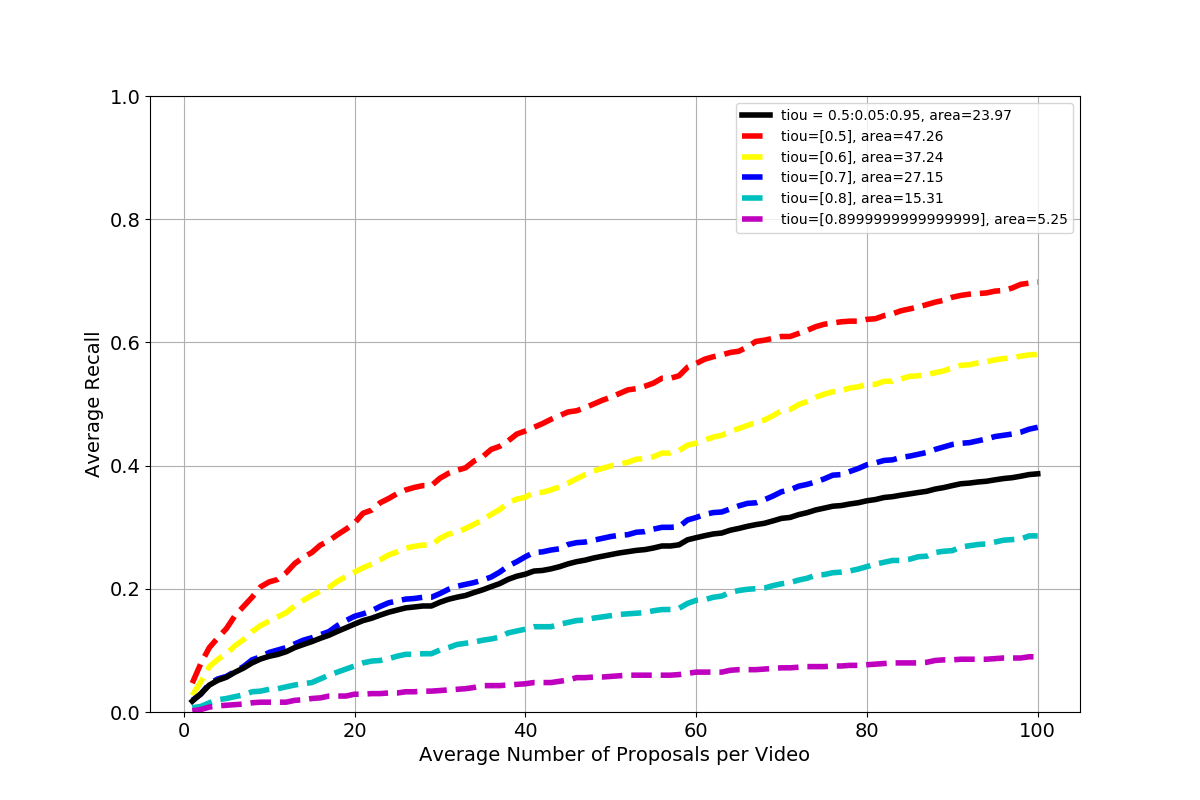 1.0
0.8
0.6
0.4
0.2
0.0
Average Recall
tiou = 0.5:0.05:0.95, area=23.97
tiou=[0.5], area=47.26
tiou=[0.6], area=37.24
tiou=[0.7], area=27.15
tiou=[0.8], area=15.31
tiou=[0.8999999999999999], area=5.25
0 20 40 60 80 100
Average Number of Proposals per Video